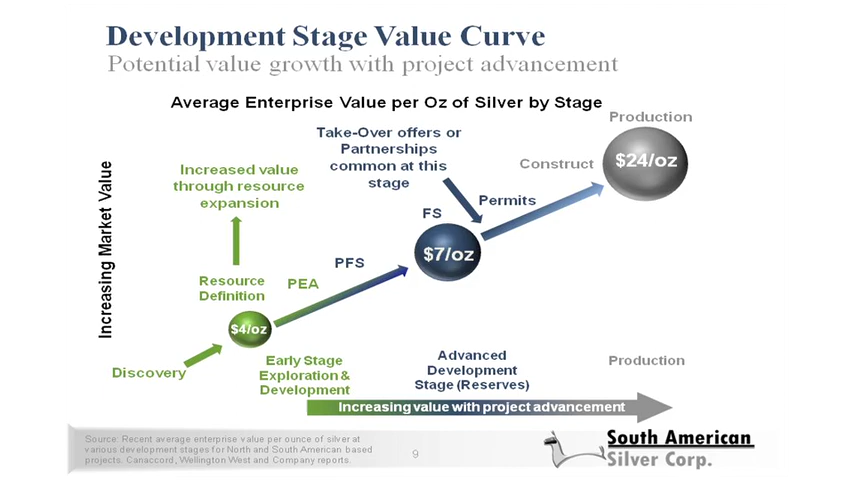 Development Stage Value Curve
Potential value growth with project advancement
Average Enterprise Value per Oz of Silver by Stage
Production
Take-Over offers or
Partnerships
common at this
stage
Construct
$24/oz
Increased value
through resource
expansion
Permits
FS
Increasing Market Value
$7/oz
PFS
Resource
Definition
PEA
$4/oz
Discovery
Early Stage
Exploration &
Development
Advanced
Development
Stage (Reserves)
Production
Increasing value with project advancement
Source: Recent average enterprise value per ounce of silver at
various development stages for North and South American based
projects. Canaccord, Wellington West and Company reports.
9
South American
Silver Corp.